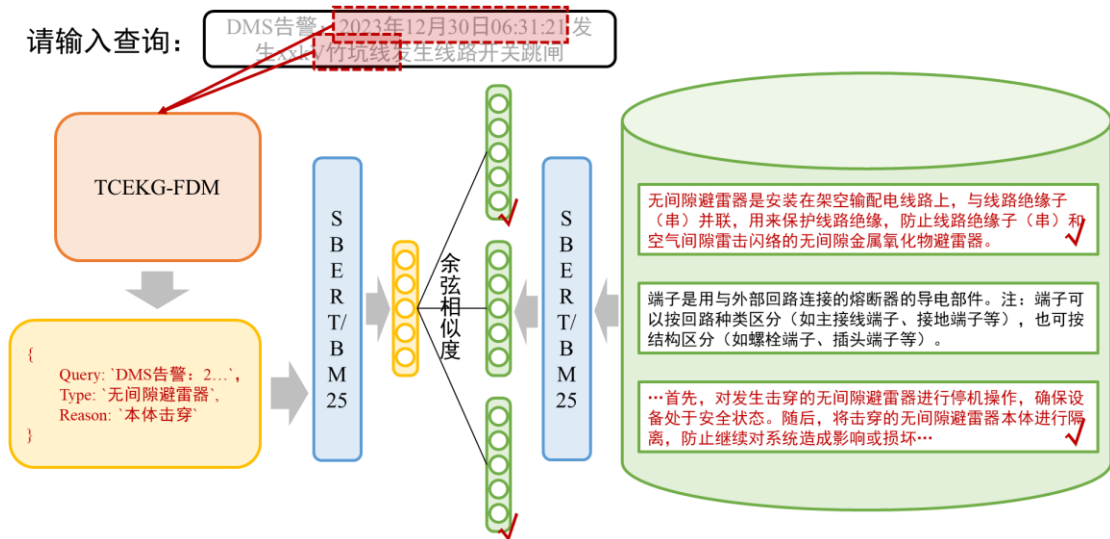 请输入查询：
DMS告警：2023年12月30日06:31:21 发
生xxkV竹坑线发生线路开关跳闸
TCEKG-FDM
{
Query: `DMS告警：2…`,
Type: `无间隙避雷器`,
Reason: `本体击穿`
}
SBERT/BM25
余弦相似度
SBERT/BM25
无间隙避雷器是安装在架空输配电线路上，与线路绝缘子
（串）并联，用来保护线路绝缘，防止线路绝缘子（串）和
空气间隙雷击闪络的无间隙金属氧化物避雷器。
端子是用与外部回路连接的熔断器的导电部件。注：端子可
以按回路种类区分（如主接线端子、接地端子等），也可按
结构区分（如螺栓端子、插头端子等）。
…首先，对发生击穿的无间隙避雷器进行停机操作，确保设
备处于安全状态。随后，将击穿的无间隙避雷器本体进行隔
离，防止继续对系统造成影响或损坏…